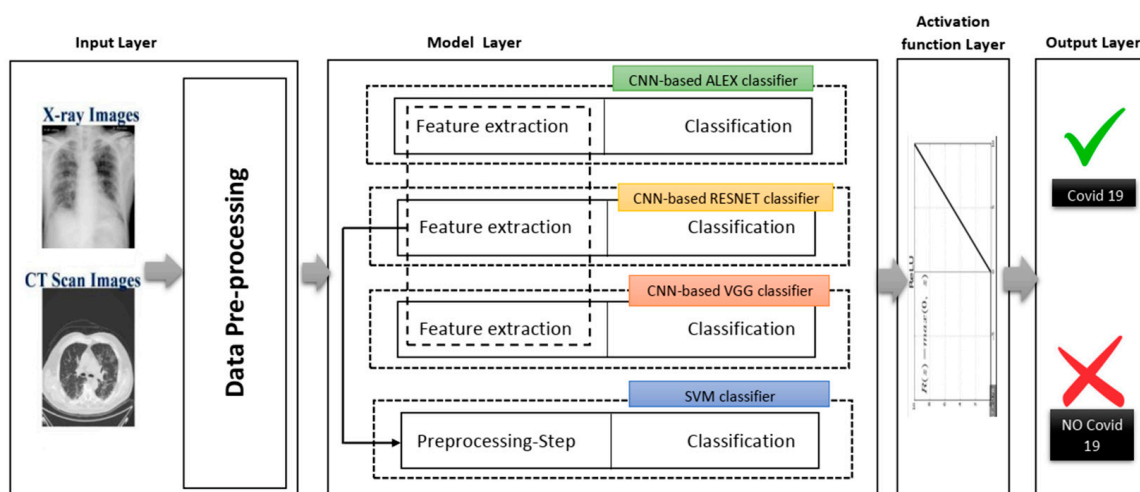 Input Layer
Model Layer
Activation
function Layer
Output Layer
X-ray Images
CT Scan Images
Data Pre-processing
CNN-based ALEX classifier
Feature extraction
Classification
CNN-based RESNET classifier
Feature extraction
Classification
CNN-based VGG classifier
Feature extraction
Classification
SVM classifier
Preprocessing-Step
Classification
ReLU
R(z) = max(0, z)
Covid 19
NO Covid
19